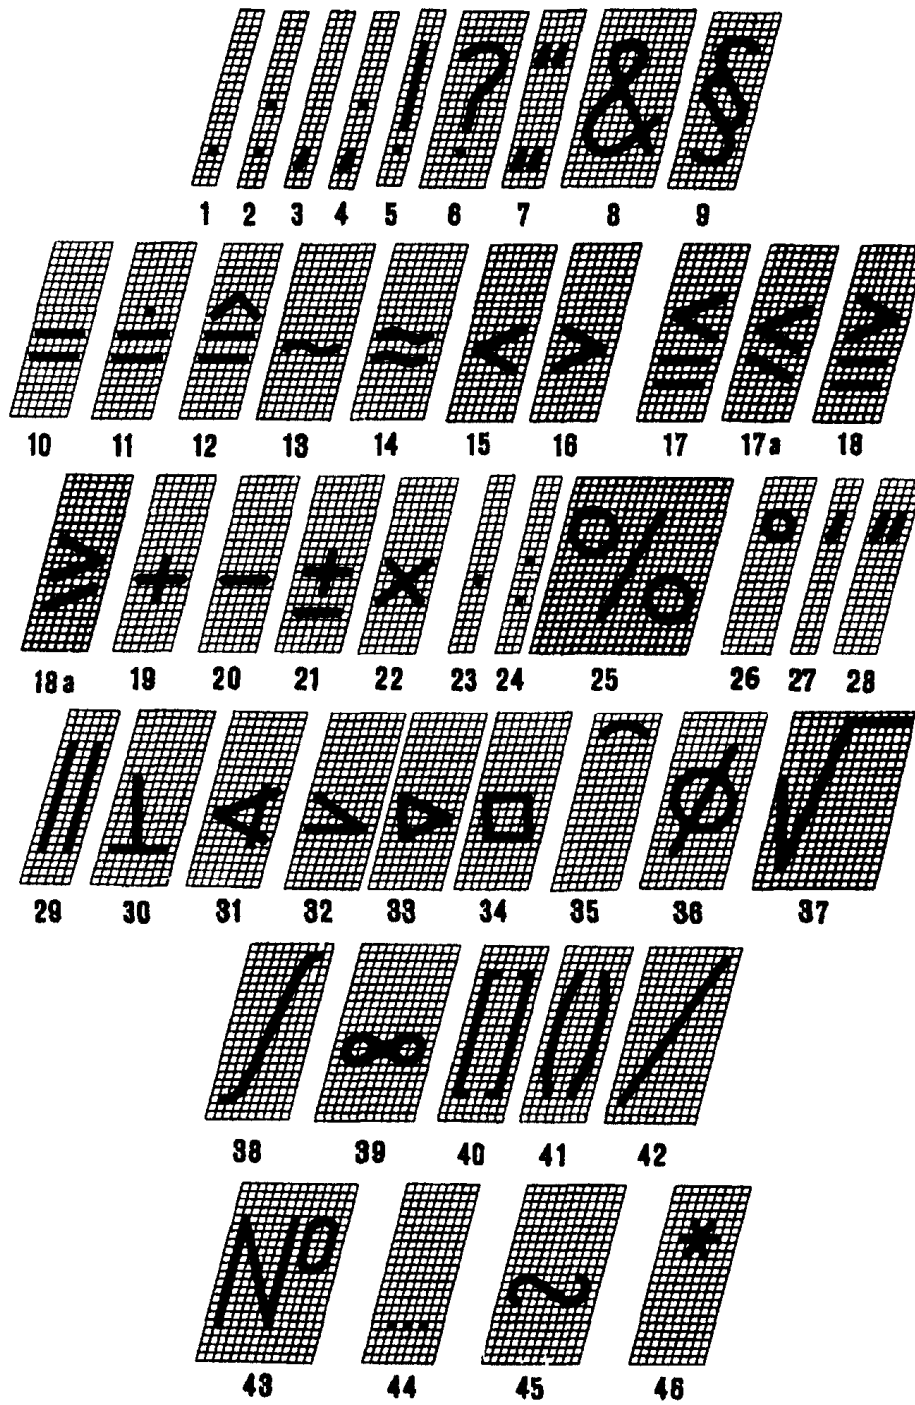 . : , ; ! ? „“ & §
1 2 3 4 5 6 7 8 9
= ≐ ≙ ~ ≈ < > ≦ ⩽ ≧
10 11 12 13 14 15 16 17 17a 18
⩾ + − ± × · : % ° ′ ″
18a 19 20 21 22 23 24 25 26 27 28
∥ ⊥ ∢ ∠ ▷ □ ⌒ ⌀ √
29 30 31 32 33 34 35 36 37
∫ ∞ [] () /
38 39 40 41 42
Nº ... ∾ *
43 44 45 46